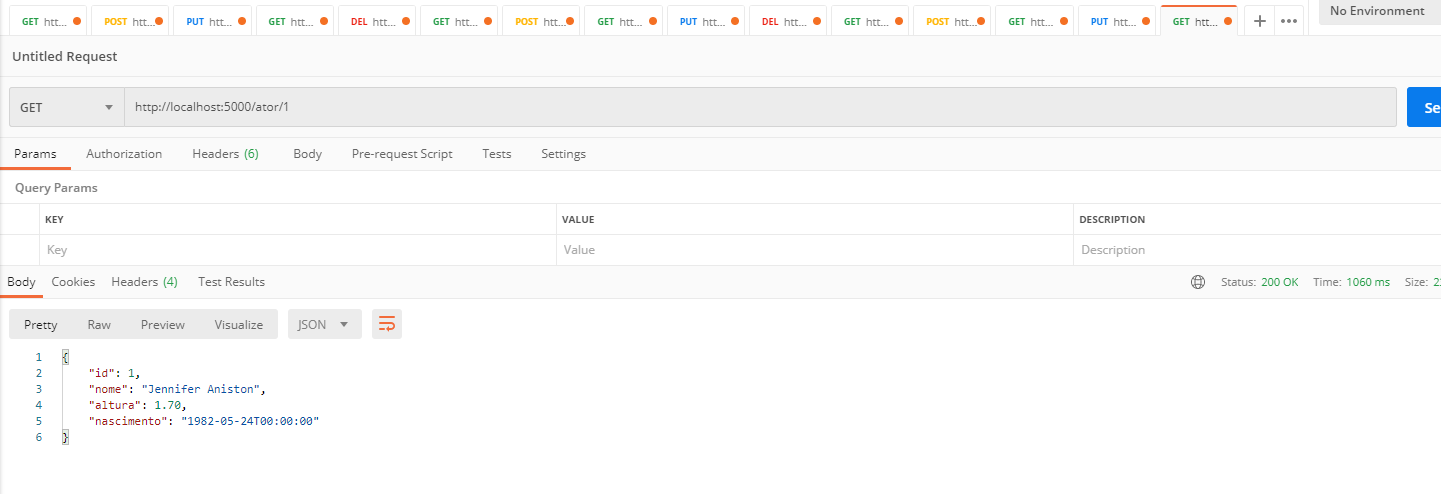 GET htt... POST htt... PUT htt... GET htt... DEL htt... GET htt... POST htt... GET htt... PUT htt... DEL htt... GET htt... POST htt... GET htt... PUT htt... GET htt... + ••• No Environment
Untitled Request
GET http://localhost:5000/ator/1 Se
Params Authorization Headers (6) Body Pre-request Script Tests Settings
Query Params
KEY VALUE DESCRIPTION
Key Value Description
Body Cookies Headers (4) Test Results Status: 200 OK Time: 1060 ms Size:
Pretty Raw Preview Visualize JSON
1 {
2 "id": 1,
3 "nome": "Jennifer Aniston",
4 "altura": 1.70,
5 "nascimento": "1982-05-24T00:00:00"
6 }